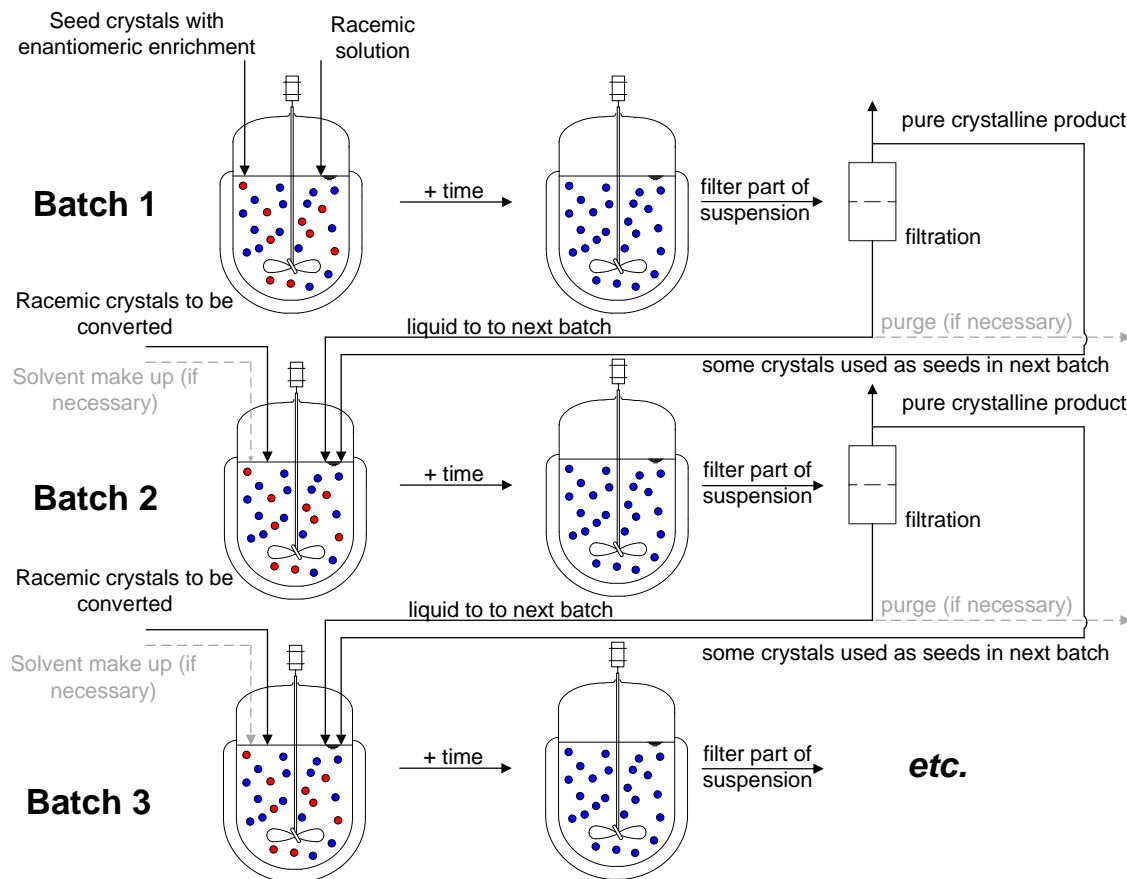 Seed crystals with
enantiomeric enrichment
Racemic
solution
pure crystalline product
Batch 1
+ time
filter part of
suspension
filtration
Racemic crystals to be
converted
liquid to to next batch
purge (if necessary)
Solvent make up (if
necessary)
some crystals used as seeds in next batch
pure crystalline product
Batch 2
+ time
filter part of
suspension
filtration
Racemic crystals to be
converted
liquid to to next batch
purge (if necessary)
Solvent make up (if
necessary)
some crystals used as seeds in next batch
Batch 3
+ time
filter part of
suspension
etc.